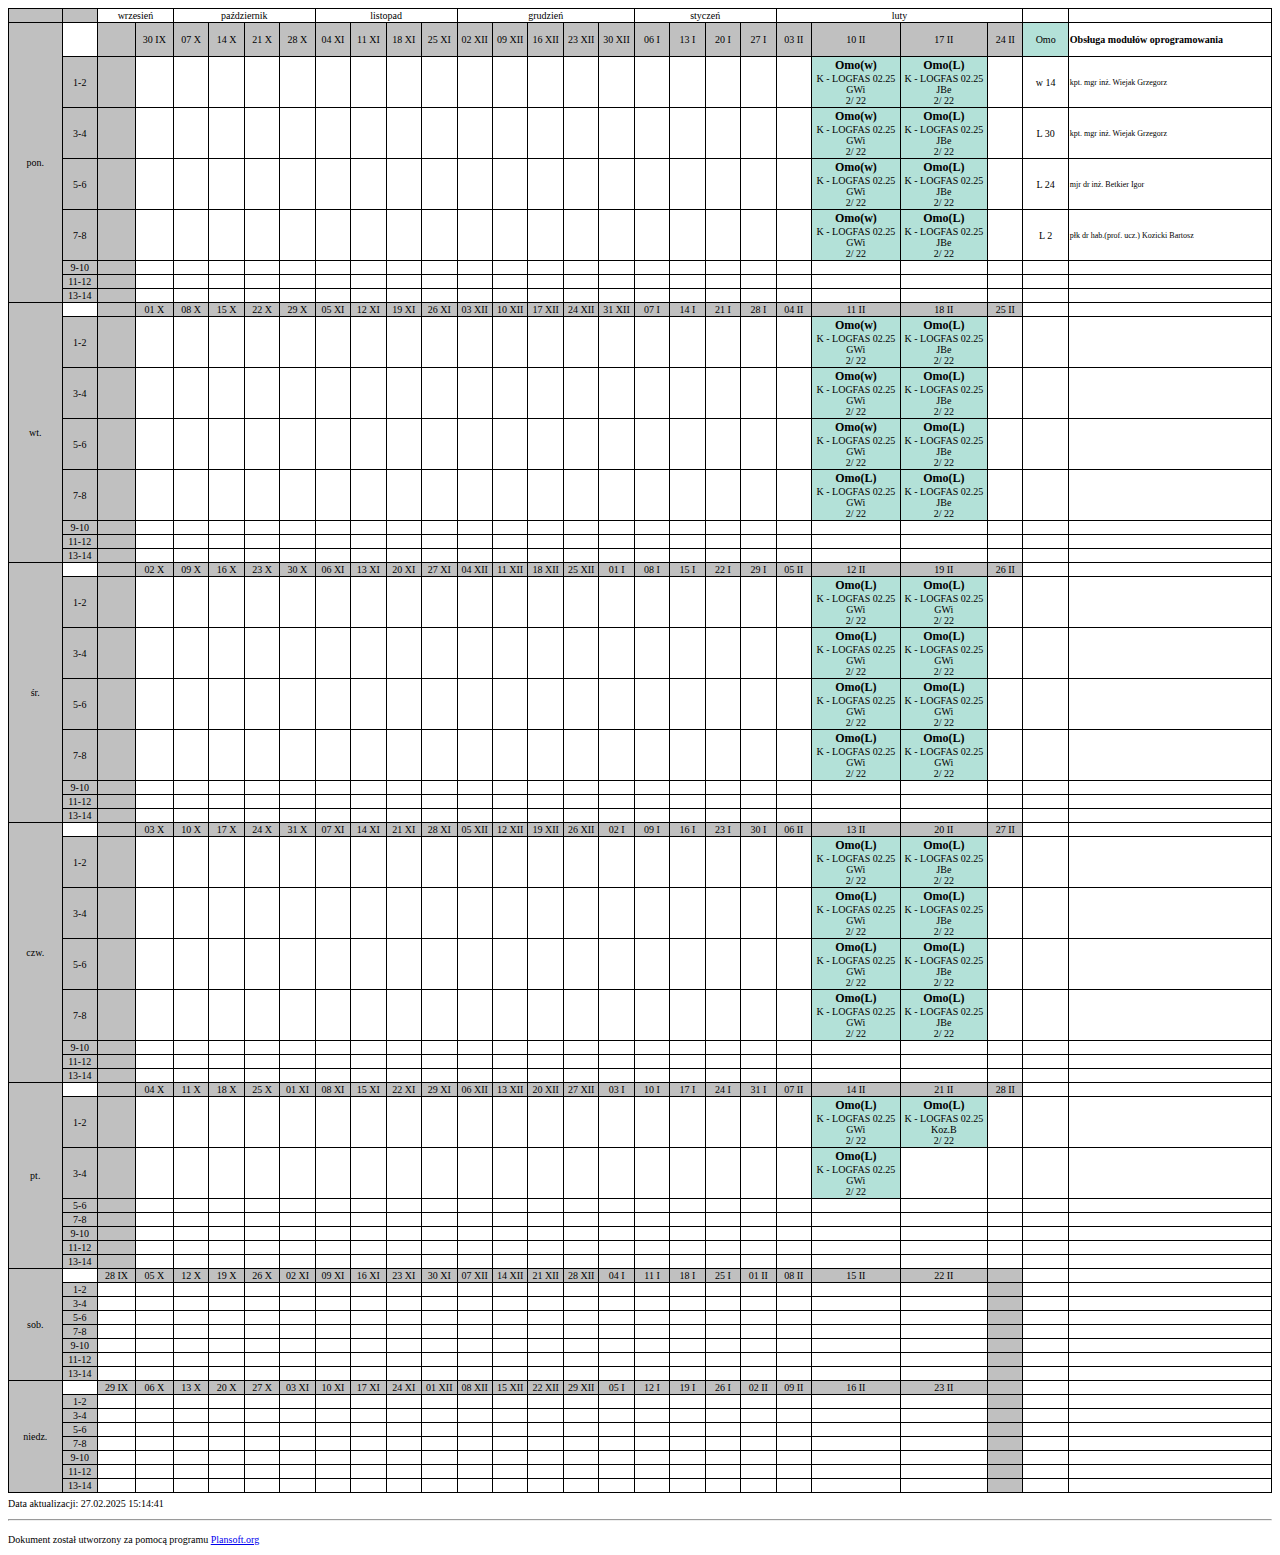 wrzesień październik listopad grudzień styczeń luty
30 IX 07 X 14 X 21 X 28 X 04 XI 11 XI 18 XI 25 XI 02 XII 09 XII 16 XII 23 XII 30 XII 06 I 13 I 20 I 27 I 03 II 10 II 17 II 24 II Omo Obsługa modułów oprogramowania
pon.
1-2 Omo(w) Omo(L) w 14 kpt. mgr inż. Wiejak Grzegorz
K - LOGFAS 02.25 K - LOGFAS 02.25
GWi JBe
2/ 22 2/ 22
3-4 Omo(w) Omo(L) L 30 kpt. mgr inż. Wiejak Grzegorz
K - LOGFAS 02.25 K - LOGFAS 02.25
GWi JBe
2/ 22 2/ 22
5-6 Omo(w) Omo(L) L 24 mjr dr inż. Betkier Igor
K - LOGFAS 02.25 K - LOGFAS 02.25
GWi JBe
2/ 22 2/ 22
7-8 Omo(w) Omo(L) L 2 płk dr hab.(prof. ucz.) Kozicki Bartosz
K - LOGFAS 02.25 K - LOGFAS 02.25
GWi JBe
2/ 22 2/ 22
9-10
11-12
13-14
01 X 08 X 15 X 22 X 29 X 05 XI 12 XI 19 XI 26 XI 03 XII 10 XII 17 XII 24 XII 31 XII 07 I 14 I 21 I 28 I 04 II 11 II 18 II 25 II
wt.
1-2 Omo(w) Omo(L)
K - LOGFAS 02.25 K - LOGFAS 02.25
GWi JBe
2/ 22 2/ 22
3-4 Omo(w) Omo(L)
K - LOGFAS 02.25 K - LOGFAS 02.25
GWi JBe
2/ 22 2/ 22
5-6 Omo(w) Omo(L)
K - LOGFAS 02.25 K - LOGFAS 02.25
GWi JBe
2/ 22 2/ 22
7-8 Omo(L) Omo(L)
K - LOGFAS 02.25 K - LOGFAS 02.25
GWi JBe
2/ 22 2/ 22
9-10
11-12
13-14
02 X 09 X 16 X 23 X 30 X 06 XI 13 XI 20 XI 27 XI 04 XII 11 XII 18 XII 25 XII 01 I 08 I 15 I 22 I 29 I 05 II 12 II 19 II 26 II
śr.
1-2 Omo(L) Omo(L)
K - LOGFAS 02.25 K - LOGFAS 02.25
GWi GWi
2/ 22 2/ 22
3-4 Omo(L) Omo(L)
K - LOGFAS 02.25 K - LOGFAS 02.25
GWi GWi
2/ 22 2/ 22
5-6 Omo(L) Omo(L)
K - LOGFAS 02.25 K - LOGFAS 02.25
GWi GWi
2/ 22 2/ 22
7-8 Omo(L) Omo(L)
K - LOGFAS 02.25 K - LOGFAS 02.25
GWi GWi
2/ 22 2/ 22
9-10
11-12
13-14
03 X 10 X 17 X 24 X 31 X 07 XI 14 XI 21 XI 28 XI 05 XII 12 XII 19 XII 26 XII 02 I 09 I 16 I 23 I 30 I 06 II 13 II 20 II 27 II
czw.
1-2 Omo(L) Omo(L)
K - LOGFAS 02.25 K - LOGFAS 02.25
GWi JBe
2/ 22 2/ 22
3-4 Omo(L) Omo(L)
K - LOGFAS 02.25 K - LOGFAS 02.25
GWi JBe
2/ 22 2/ 22
5-6 Omo(L) Omo(L)
K - LOGFAS 02.25 K - LOGFAS 02.25
GWi JBe
2/ 22 2/ 22
7-8 Omo(L) Omo(L)
K - LOGFAS 02.25 K - LOGFAS 02.25
GWi JBe
2/ 22 2/ 22
9-10
11-12
13-14
04 X 11 X 18 X 25 X 01 XI 08 XI 15 XI 22 XI 29 XI 06 XII 13 XII 20 XII 27 XII 03 I 10 I 17 I 24 I 31 I 07 II 14 II 21 II 28 II
pt.
1-2 Omo(L) Omo(L)
K - LOGFAS 02.25 K - LOGFAS 02.25
GWi Koz.B
2/ 22 2/ 22
3-4 Omo(L)
K - LOGFAS 02.25
GWi
2/ 22
5-6
7-8
9-10
11-12
13-14
28 IX 05 X 12 X 19 X 26 X 02 XI 09 XI 16 XI 23 XI 30 XI 07 XII 14 XII 21 XII 28 XII 04 I 11 I 18 I 25 I 01 II 08 II 15 II 22 II
sob.
1-2
3-4
5-6
7-8
9-10
11-12
13-14
29 IX 06 X 13 X 20 X 27 X 03 XI 10 XI 17 XI 24 XI 01 XII 08 XII 15 XII 22 XII 29 XII 05 I 12 I 19 I 26 I 02 II 09 II 16 II 23 II
niedz.
1-2
3-4
5-6
7-8
9-10
11-12
13-14
Data aktualizacji: 27.02.2025 15:14:41
Dokument został utworzony za pomocą programu Plansoft.org